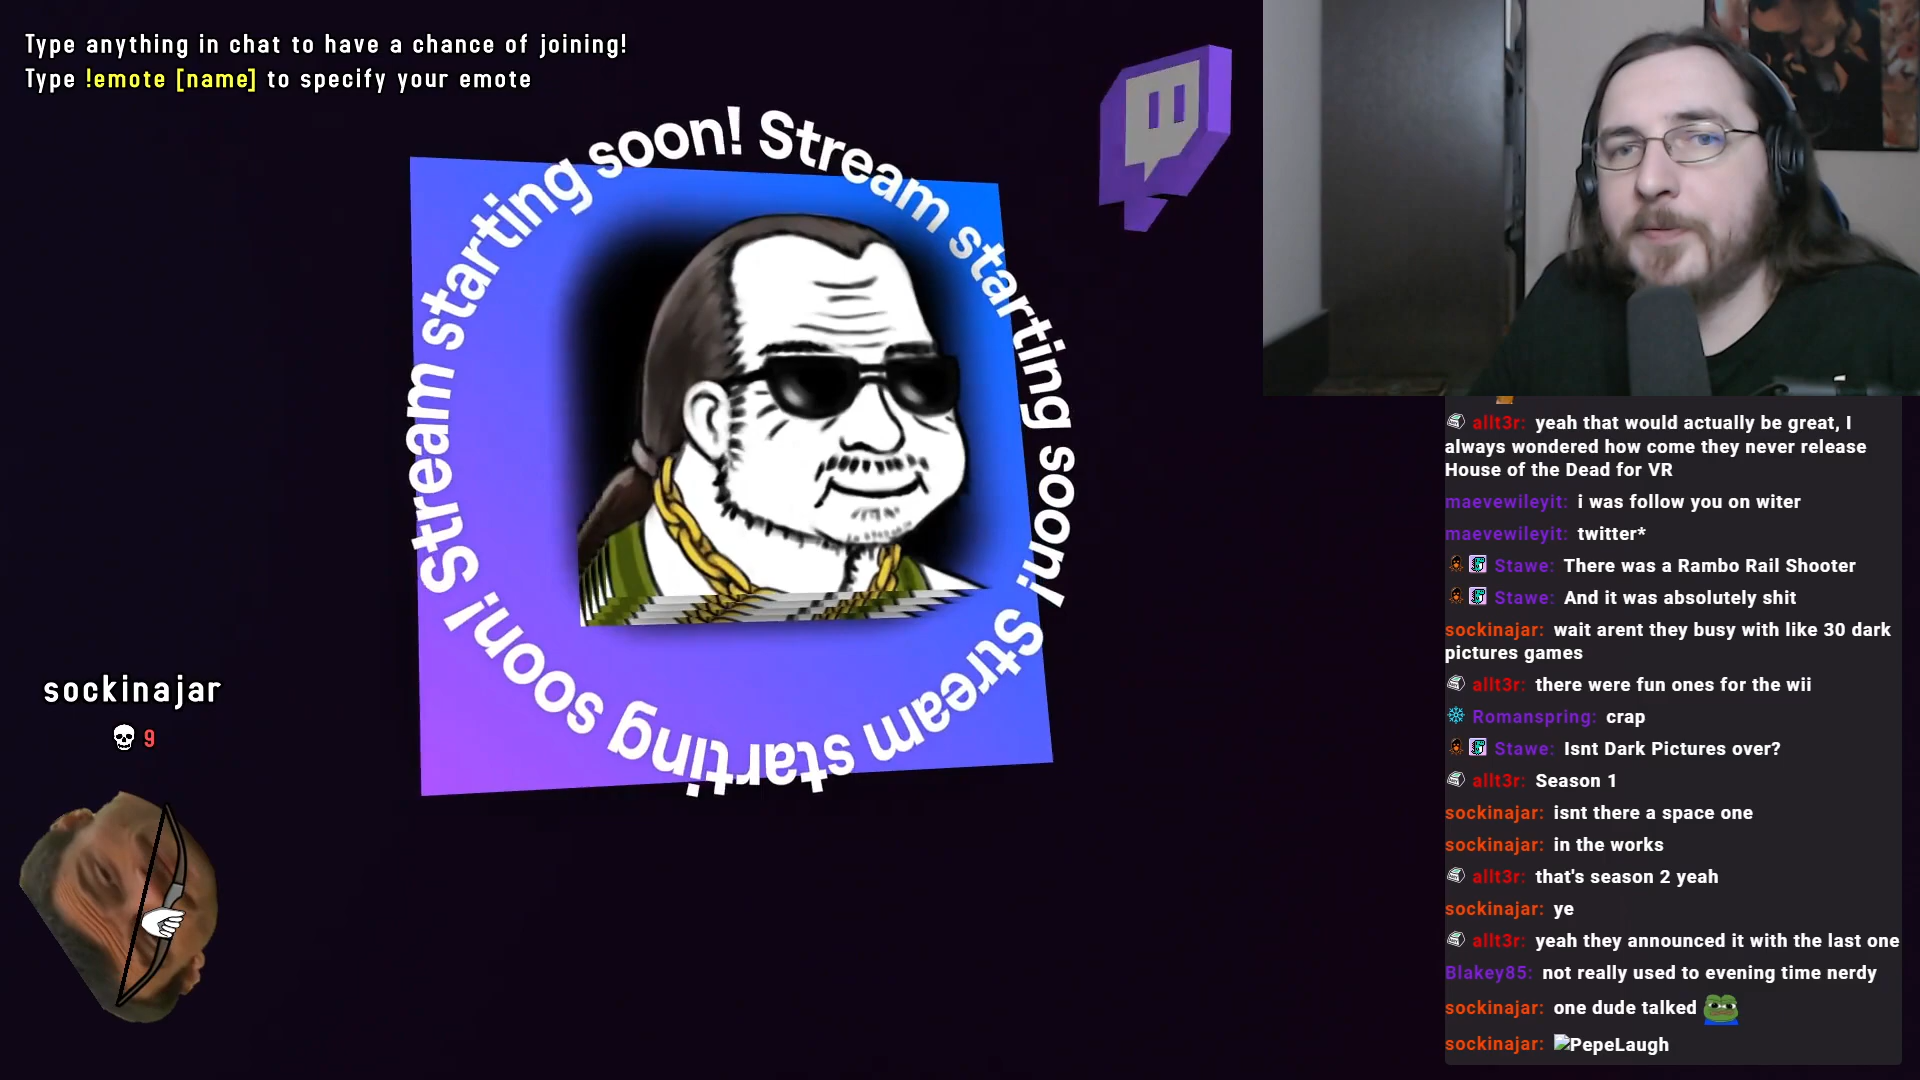 Type anything in chat to have a chance of joining!
Type !emote [name] to specify your emote
Stream starting soon! Stream starting soon! Stream starting soon!
sockinajar
9
allt3r: yeah that would actually be great, I
always wondered how come they never release
House of the Dead for VR
maevewileyit: i was follow you on witer
maevewileyit: twitter*
Stawe: There was a Rambo Rail Shooter
Stawe: And it was absolutely shit
sockinajar: wait arent they busy with like 30 dark
pictures games
allt3r: there were fun ones for the wii
Romanspring: crap
Stawe: Isnt Dark Pictures over?
allt3r: Season 1
sockinajar: isnt there a space one
sockinajar: in the works
allt3r: that's season 2 yeah
sockinajar: ye
allt3r: yeah they announced it with the last one
Blakey85: not really used to evening time nerdy
sockinajar: one dude talked
sockinajar: PepeLaugh